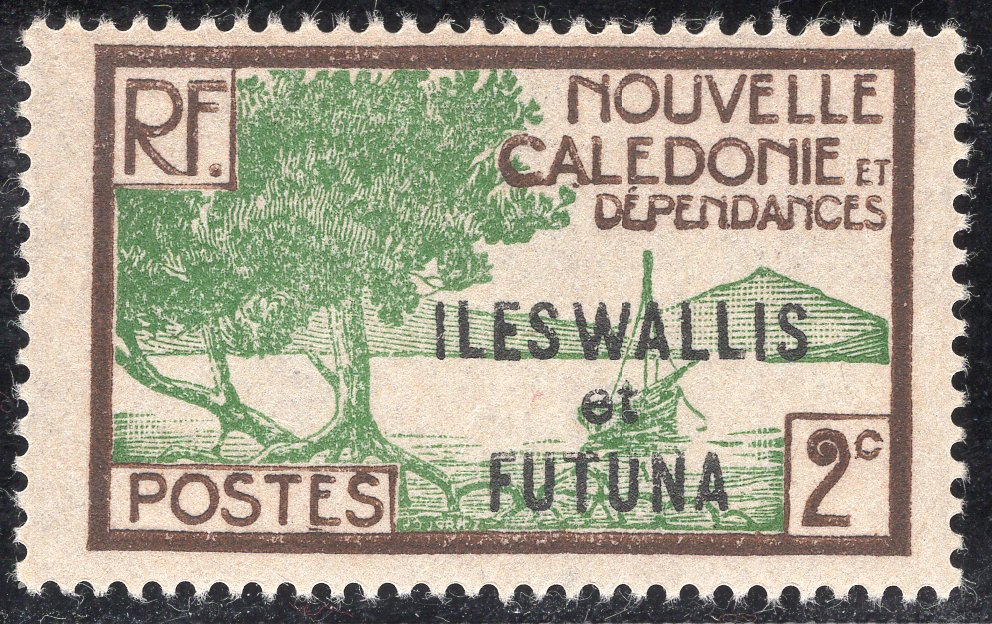 RF.
NOUVELLE
CALEDONIE ET
DÉPENDANCES
ILES WALLIS
et
FUTUNA
POSTES
2c